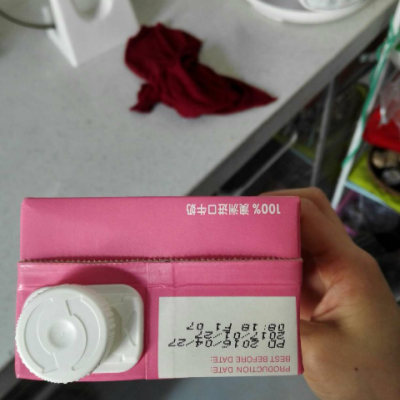 PRODUCTION DATE:
BEST BEFORE DATE:
PD 2016/04/27
08:18 F1 07
100% 澳洲进口牛奶